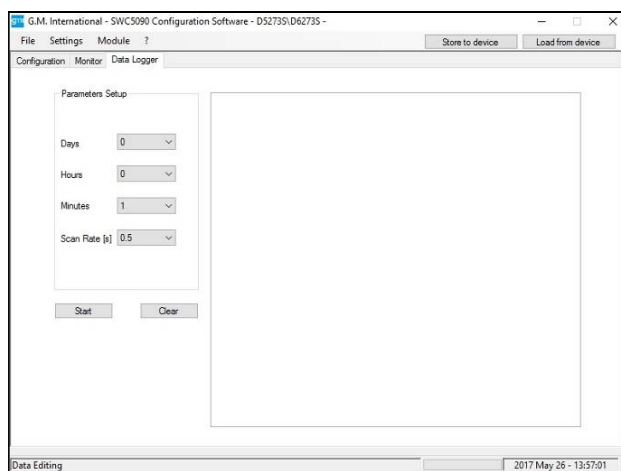 gmi G.M. International - SWC5090 Configuration Software - D5273S\D6273S -
File Settings Module ?
Store to device Load from device
Configuration Monitor Data Logger
Parameters Setup
Days 0
Hours 0
Minutes 1
Scan Rate [s] 0.5
Start Clear
Data Editing 2017 May 26 - 13:57:01